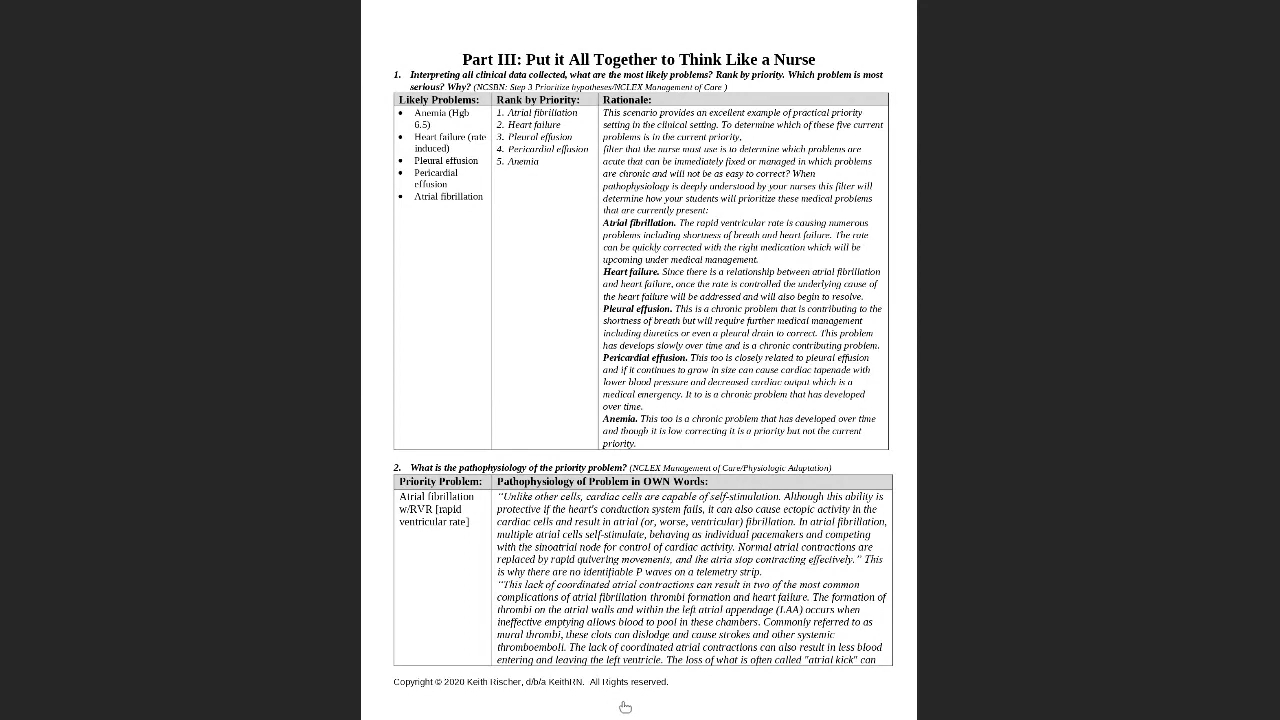 Part III: Put it All Together to Think Like a Nurse
1. Interpreting all clinical data collected, what are the most likely problems? Rank by priority. Which problem is most
serious? Why? (NCSBN: Step 3 Prioritize hypotheses/NCLEX Management of Care )
Likely Problems:
Rank by Priority:
Rationale:
• Anemia (Hgb
6.5)
• Heart failure (rate
induced)
• Pleural effusion
• Pericardial
effusion
• Atrial fibrillation
1. Atrial fibrillation
2. Heart failure
3. Pleural effusion
4. Pericardial effusion
5. Anemia
This scenario provides an excellent example of practical priority
setting in the clinical setting. To determine which of these five current
problems is in the current priority,
filter that the nurse must use is to determine which problems are
acute that can be immediately fixed or managed in which problems
are chronic and will not be as easy to correct? When
pathophysiology is deeply understood by your nurses this filter will
determine how your students will prioritize these medical problems
that are currently present:
Atrial fibrillation. The rapid ventricular rate is causing numerous
problems including shortness of breath and heart failure. The rate
can be quickly corrected with the right medication which will be
upcoming under medical management.
Heart failure. Since there is a relationship between atrial fibrillation
and heart failure, once the rate is controlled the underlying cause of
the heart failure will be addressed and will also begin to resolve.
Pleural effusion. This is a chronic problem that is contributing to the
shortness of breath but will require further medical management
including diuretics or even a pleural drain to correct. This problem
has develops slowly over time and is a chronic contributing problem.
Pericardial effusion. This too is closely related to pleural effusion
and if it continues to grow in size can cause cardiac tapenade with
lower blood pressure and decreased cardiac output which is a
medical emergency. It to is a chronic problem that has developed
over time.
Anemia. This too is a chronic problem that has developed over time
and though it is low correcting it is a priority but not the current
priority.
2. What is the pathophysiology of the priority problem? (NCLEX Management of Care/Physiologic Adaptation)
Priority Problem:
Pathophysiology of Problem in OWN Words:
Atrial fibrillation
w/RVR [rapid
ventricular rate]
"Unlike other cells, cardiac cells are capable of self-stimulation. Although this ability is
protective if the heart's conduction system fails, it can also cause ectopic activity in the
cardiac cells and result in atrial (or, worse, ventricular) fibrillation. In atrial fibrillation,
multiple atrial cells self-stimulate, behaving as individual pacemakers and competing
with the sinoatrial node for control of cardiac activity. Normal atrial contractions are
replaced by rapid quivering movements, and the atria stop contracting effectively." This
is why there are no identifiable P waves on a telemetry strip.
"This lack of coordinated atrial contractions can result in two of the most common
complications of atrial fibrillation thrombi formation and heart failure. The formation of
thrombi on the atrial walls and within the left atrial appendage (LAA) occurs when
ineffective emptying allows blood to pool in these chambers. Commonly referred to as
mural thrombi, these clots can dislodge and cause strokes and other systemic
thromboemboli. The lack of coordinated atrial contractions can also result in less blood
entering and leaving the left ventricle. The loss of what is often called "atrial kick" can
Copyright © 2020 Keith Rischer, d/b/a KeithRN. All Rights reserved.